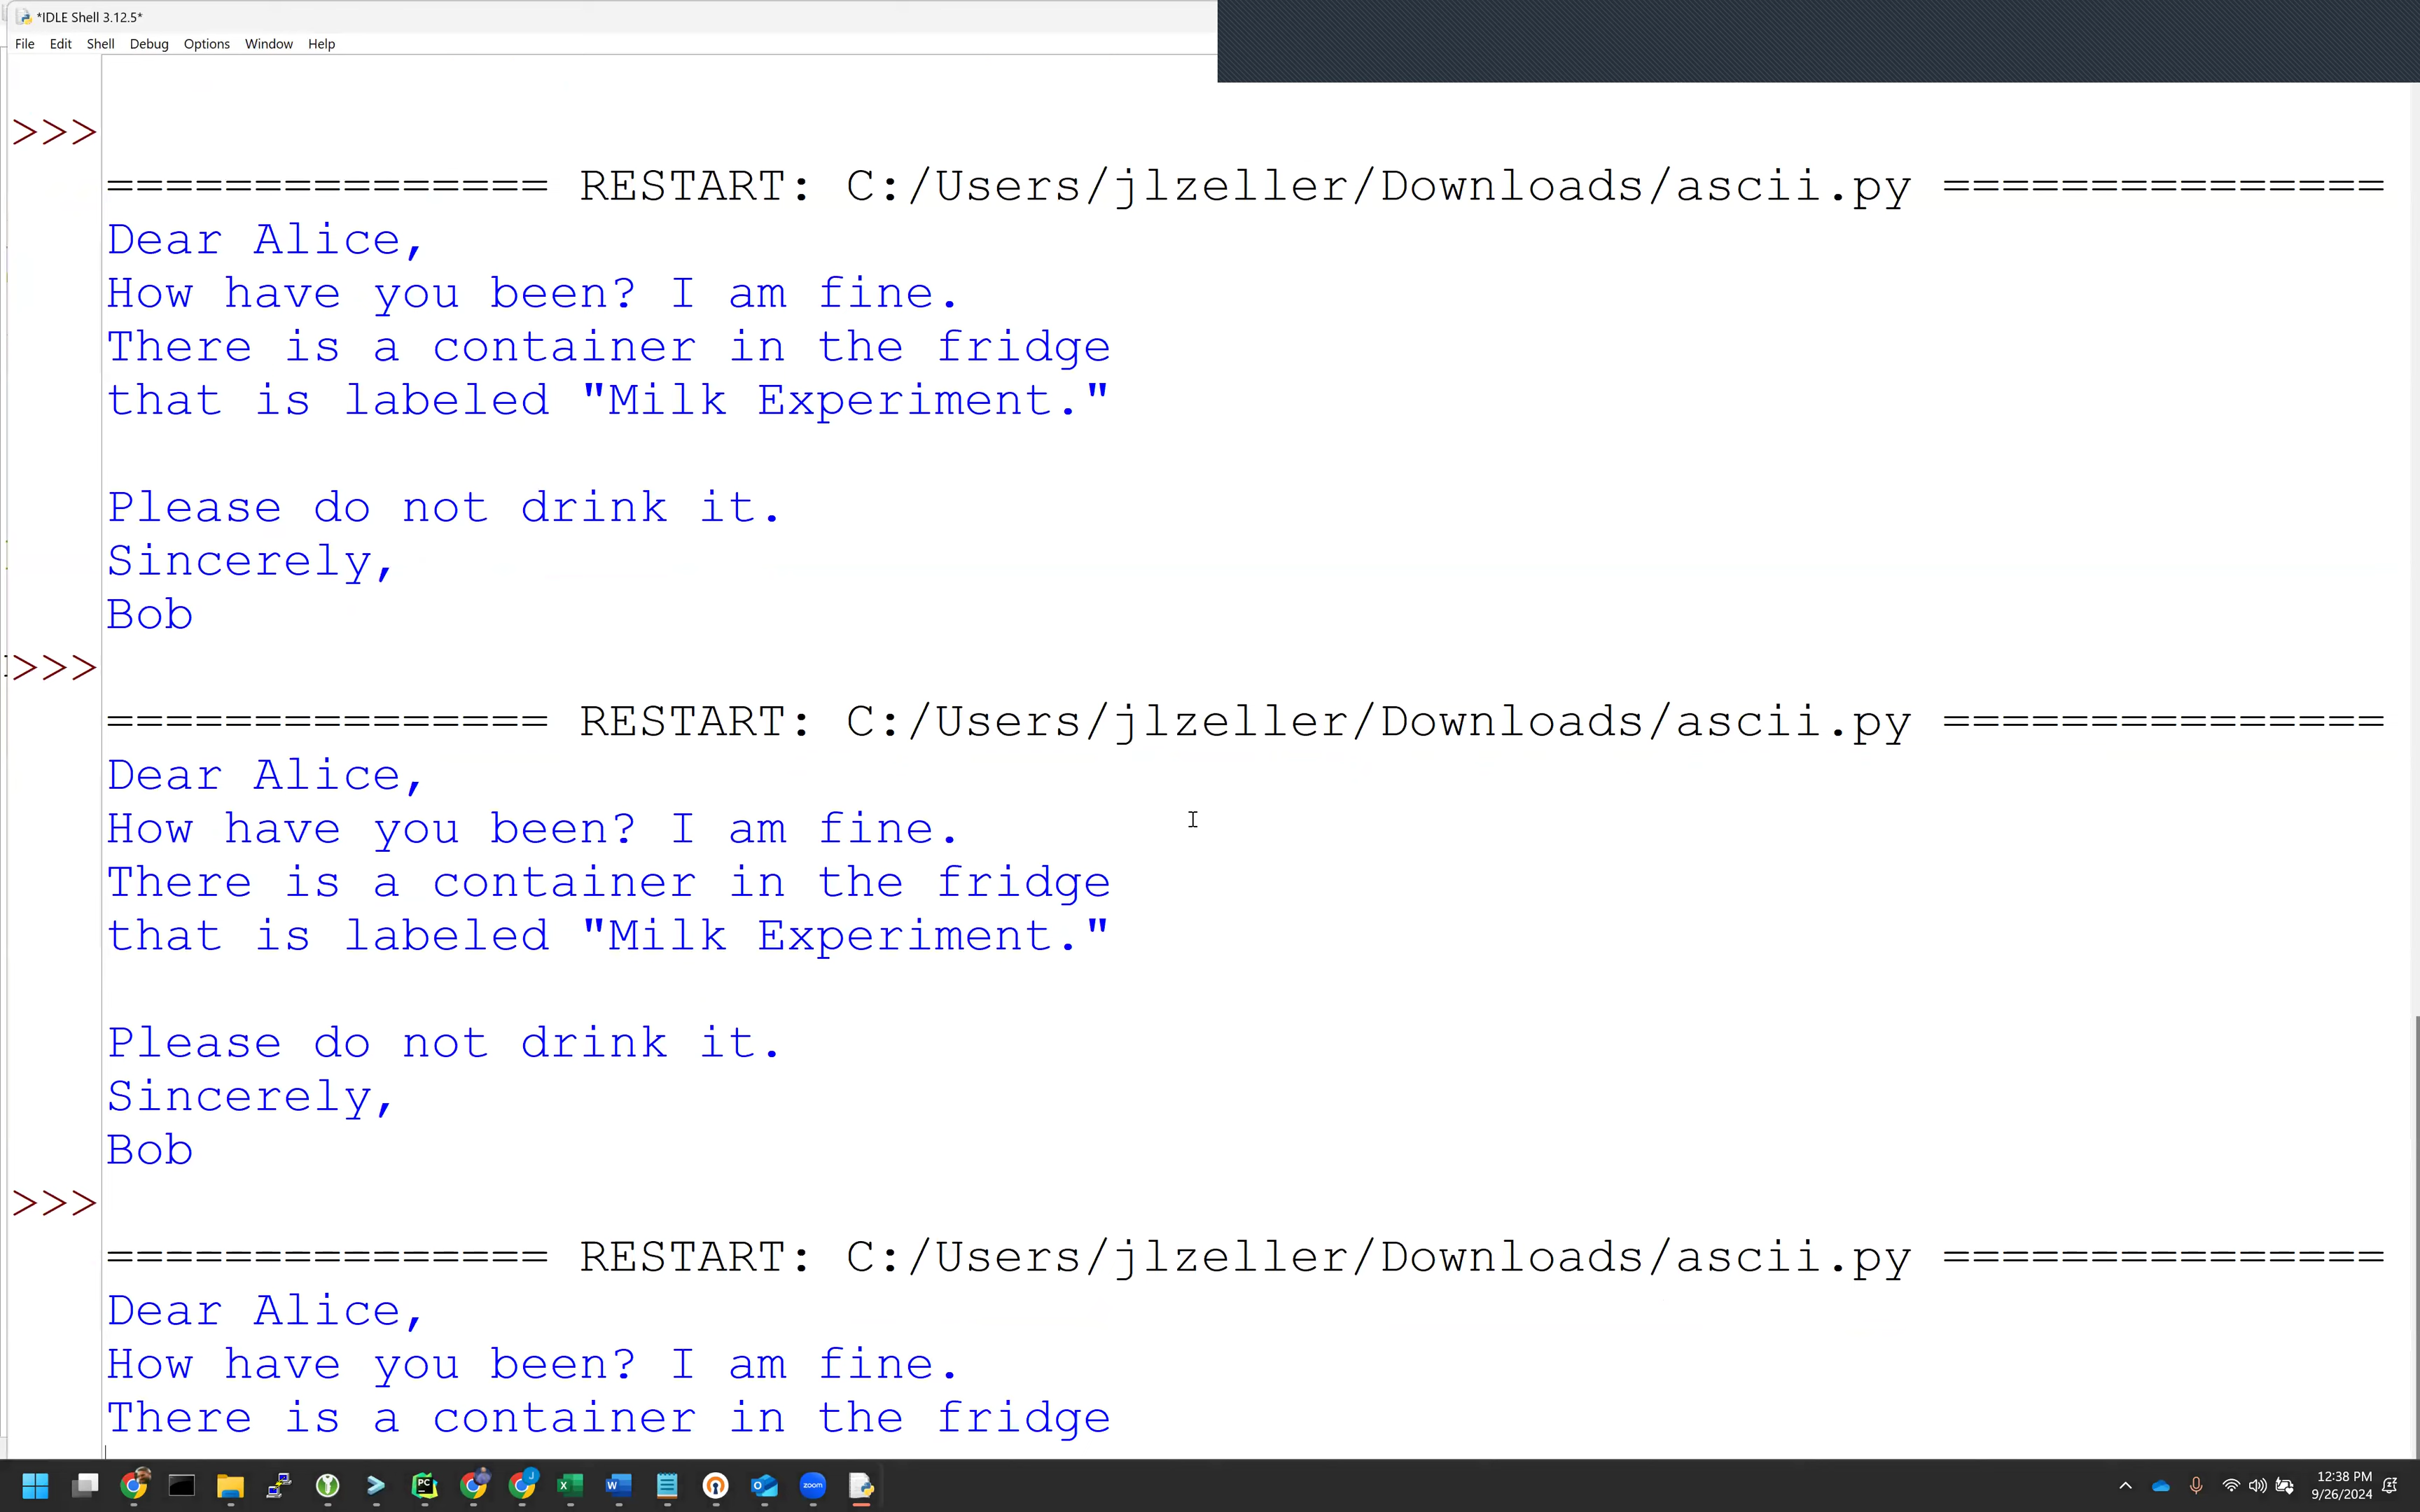 *IDLE Shell 3.12.5*
File Edit Shell Debug Options Window Help
>>>
=============== RESTART: C:/Users/jlzeller/Downloads/ascii.py ===============
Dear Alice,
How have you been? I am fine.
There is a container in the fridge
that is labeled "Milk Experiment."
Please do not drink it.
Sincerely,
Bob
>>>
=============== RESTART: C:/Users/jlzeller/Downloads/ascii.py ===============
Dear Alice,
How have you been? I am fine.
There is a container in the fridge
that is labeled "Milk Experiment."
Please do not drink it.
Sincerely,
Bob
>>>
=============== RESTART: C:/Users/jlzeller/Downloads/ascii.py ===============
Dear Alice,
How have you been? I am fine.
There is a container in the fridge
PC J X W zoom
12:38 PM
9/26/2024